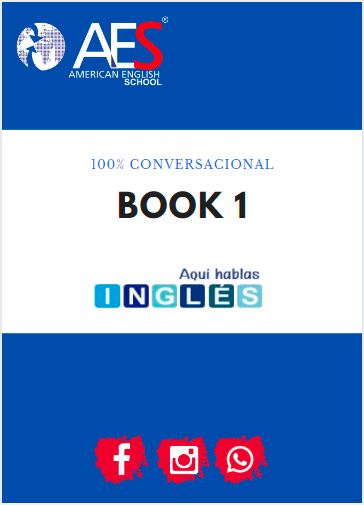 AES®
AMERICAN ENGLISH
SCHOOL
100% CONVERSACIONAL
BOOK 1
Aquí hablas
INGLÉS